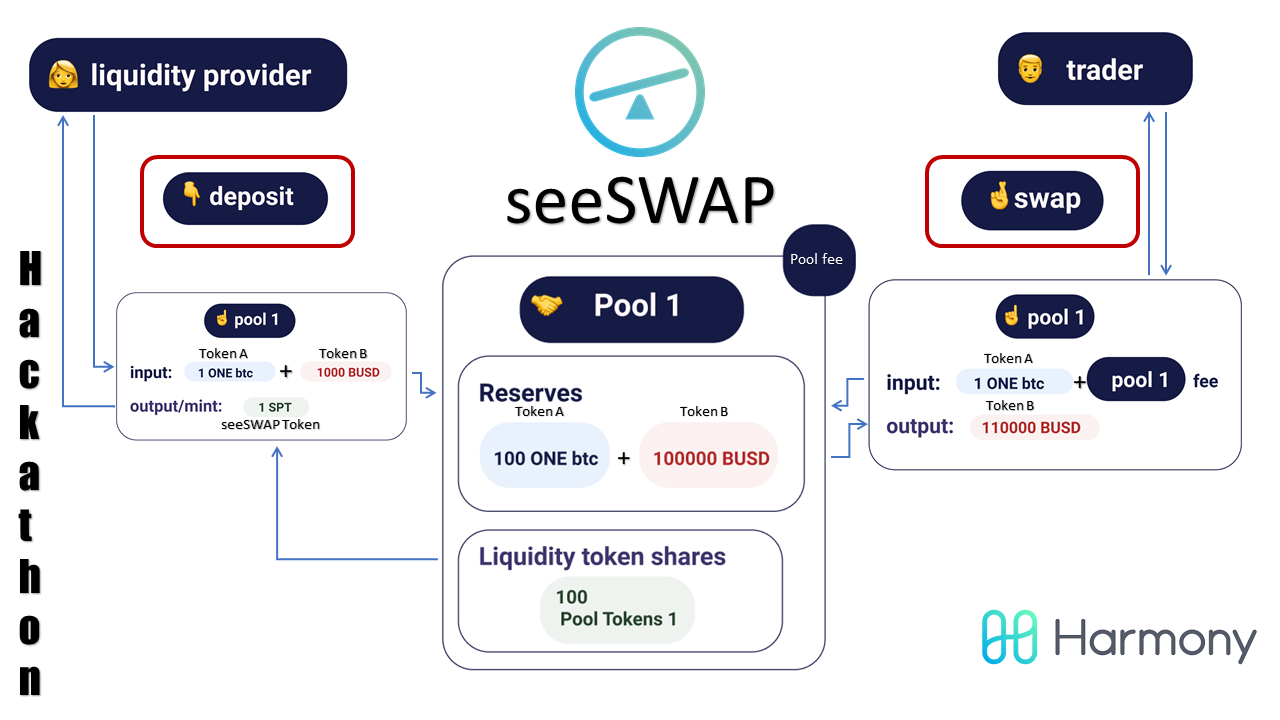 liquidity provider
deposit
pool 1
Token A
Token B
input:
1 ONE btc
+
1000 BUSD
output/mint:
1 SPT
seeSWAP Token
Hackathon
seeSWAP
Pool fee
Pool 1
Reserves
Token A
Token B
100 ONE btc
+
100000 BUSD
Liquidity token shares
100
Pool Tokens 1
trader
swap
pool 1
Token A
input:
1 ONE btc
+
pool 1
fee
Token B
output:
110000 BUSD
Harmony